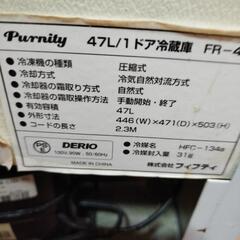 Purnity 47L/1ドア冷蔵庫 FR-4
● 冷凍機の種類 圧縮式
● 冷却方式 冷気自然対流方式
● 冷却器の霜取り方式 自然式
● 冷却器の霜取操作方法 手動開始・終了
● 有効容積 47L
● 外形寸法 446(W)×471(D)×503(H)
● コードの長さ 2.3M
PS E DERIO
100V.95W-50/60Hz
MADE IN CHINA
● 冷媒名 HFC-134a
● 冷媒封入量 31g
株式会社 フィフティ